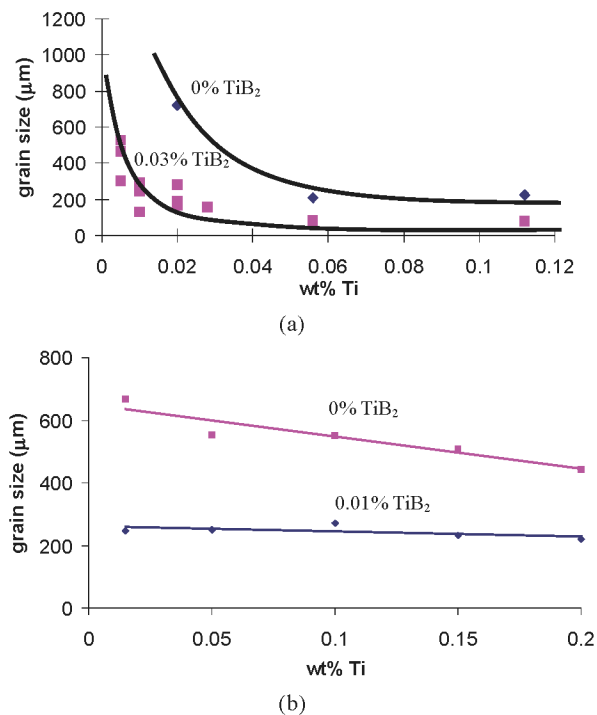 1200
1000
800
600
400
200
0
grain size (μm)
0% TiB₂
0.03% TiB₂
0 0.02 0.04 0.06 0.08 0.1 0.12
wt% Ti
(a)
800
600
400
200
0
grain size (μm)
0% TiB₂
0.01% TiB₂
0 0.05 0.1 0.15 0.2
wt% Ti
(b)